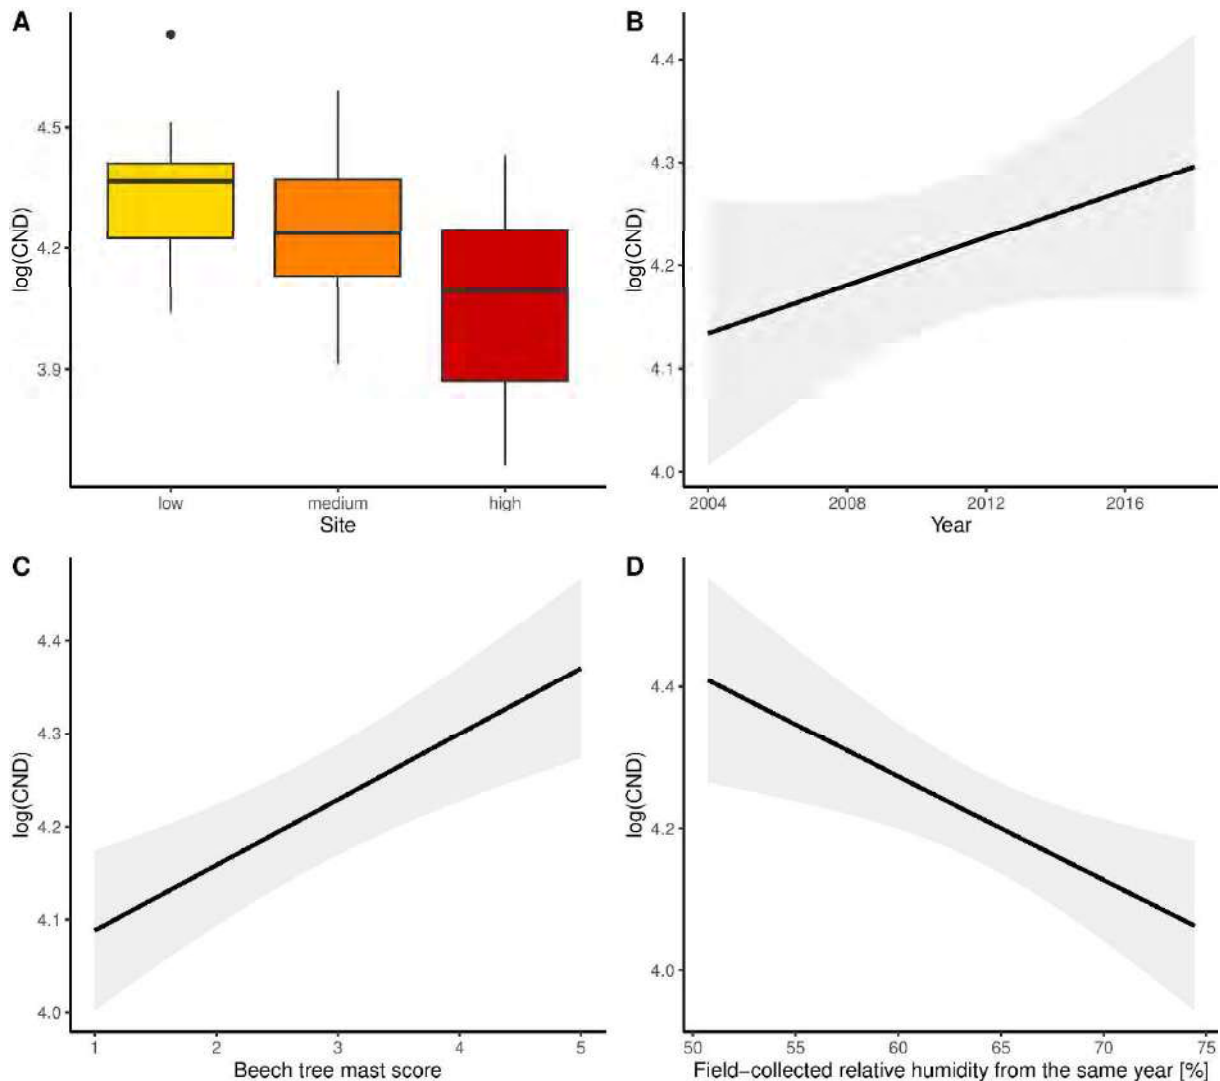 A
4.5
4.2
3.9
log(CND)
low medium high
Site
B
4.4
4.3
4.2
4.1
4.0
log(CND)
2004 2008 2012 2016
Year
C
4.4
4.3
4.2
4.1
4.0
log(CND)
1 2 3 4 5
Beech tree mast score
D
4.4
4.2
4.0
log(CND)
50 55 60 65 70 75
Field−collected relative humidity from the same year [%]